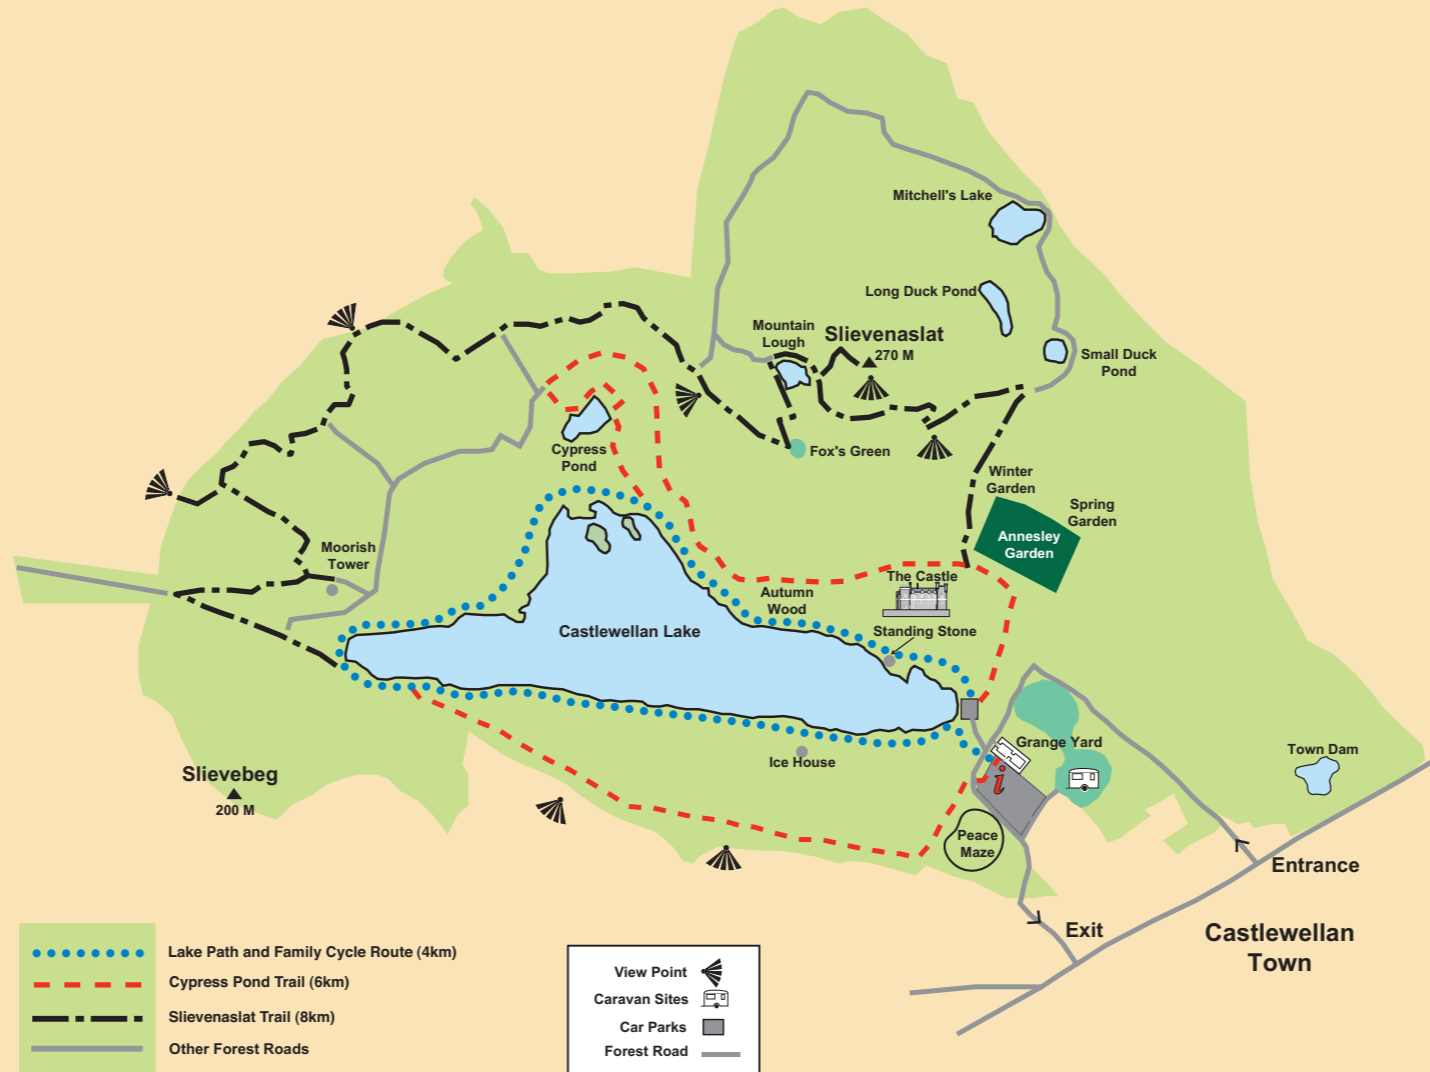 Mitchell's Lake
Long Duck Pond
Mountain
Lough
Slievenaslat
270 M
Small Duck
Pond
Cypress
Pond
Fox's Green
Winter
Garden
Spring
Garden
Annesley
Garden
Moorish
Tower
The Castle
Autumn
Wood
Castlewellan Lake
Standing Stone
Grange Yard
Ice House
Town Dam
Slievebeg
200 M
i
Peace
Maze
Entrance
Exit
Castlewellan
Town
Lake Path and Family Cycle Route (4km)
Cypress Pond Trail (6km)
Slievenaslat Trail (8km)
Other Forest Roads
View Point
Caravan Sites
Car Parks
Forest Road